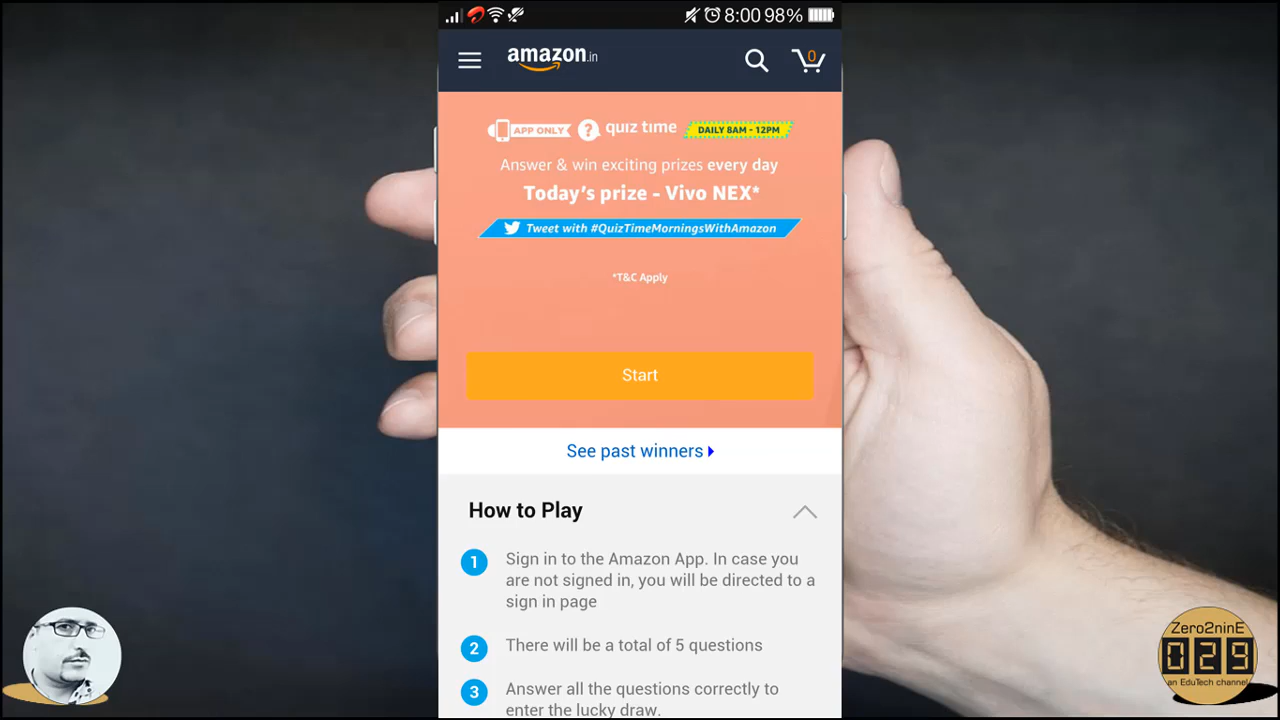 8:00 98%
amazon.in
0
APP ONLY ? quiz time DAILY 8AM - 12PM
Answer & win exciting prizes every day
Today's prize - Vivo NEX*
Tweet with #QuizTimeMorningsWithAmazon
*T&C Apply
Start
See past winners
How to Play
1 Sign in to the Amazon App. In case you
are not signed in, you will be directed to a
sign in page
2 There will be a total of 5 questions
3 Answer all the questions correctly to
enter the lucky draw.
Zero2ninE
029
an EduTech channel